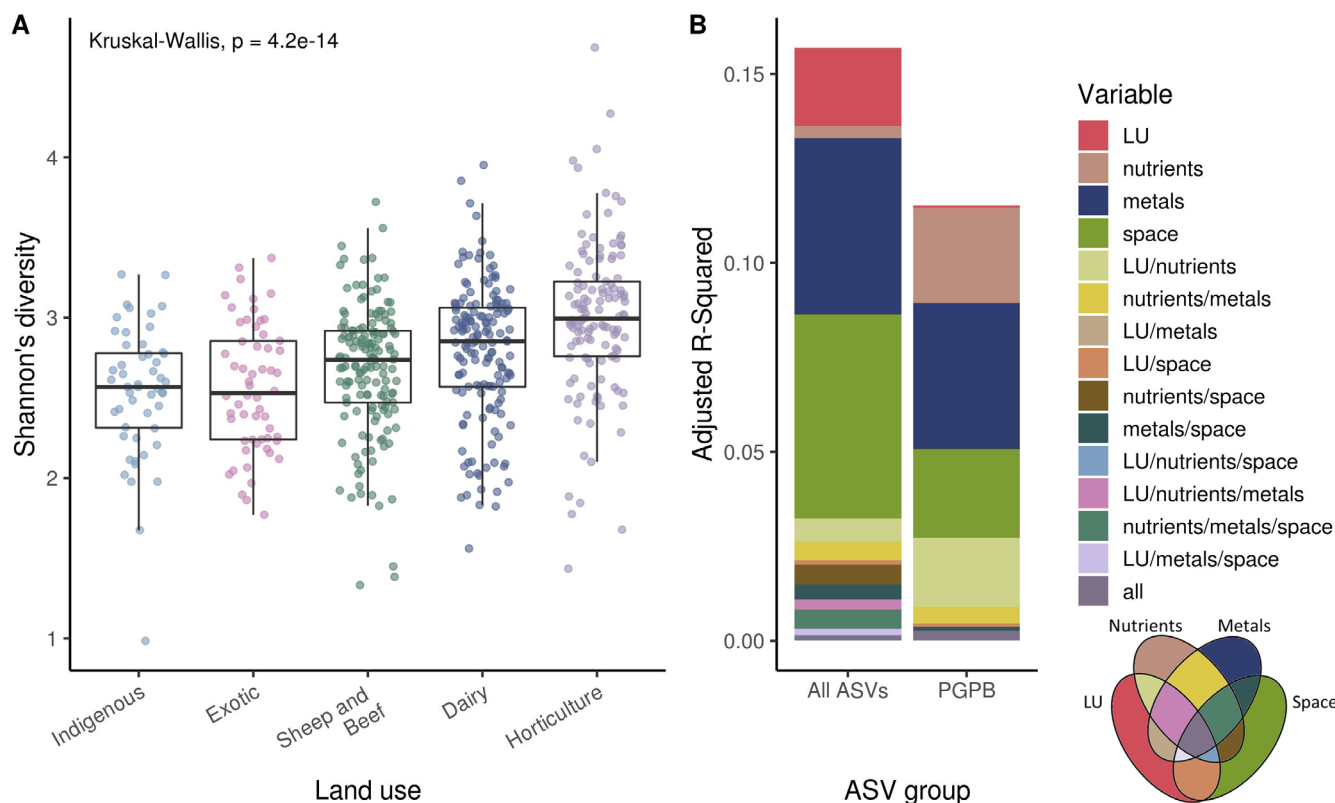 A
Kruskal-Wallis, p = 4.2e-14
Shannon's diversity
4
3
2
1
Indigenous
Exotic
Sheep and
Beef
Dairy
Horticulture
Land use
B
Adjusted R-Squared
0.15
0.10
0.05
0.00
All ASVs
PGPB
ASV group
Variable
LU
nutrients
metals
space
LU/nutrients
nutrients/metals
LU/metals
LU/space
nutrients/space
metals/space
LU/nutrients/space
LU/nutrients/metals
nutrients/metals/space
LU/metals/space
all
Nutrients
Metals
LU
Space